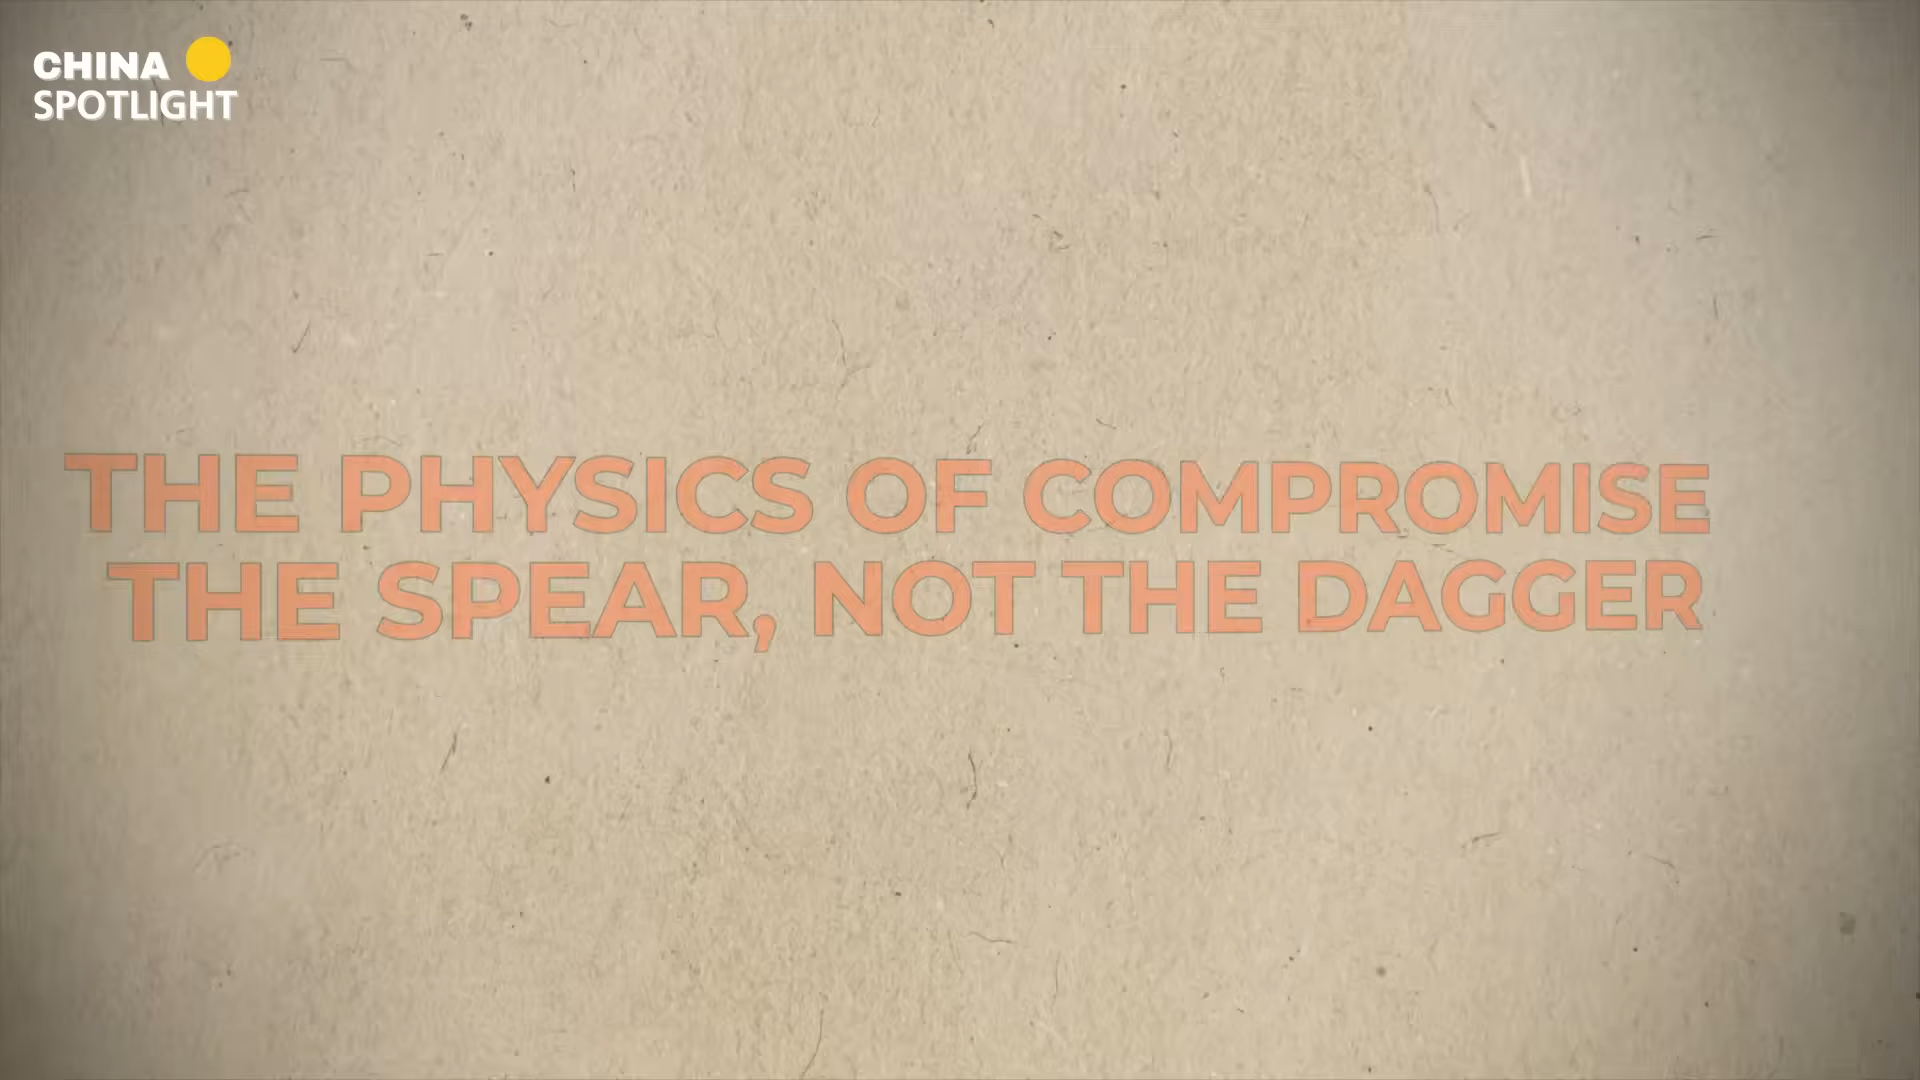 CHINA
SPOTLIGHT
THE PHYSICS OF COMPROMISE
THE SPEAR, NOT THE DAGGER